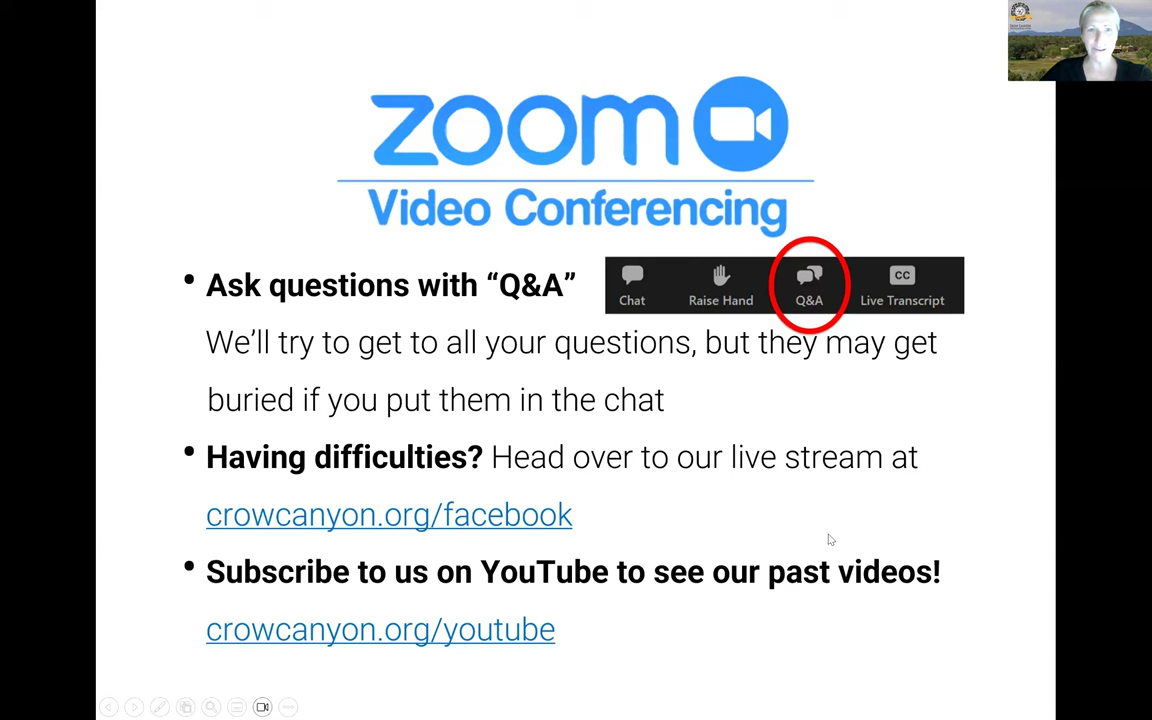 zoom
Video Conferencing
• Ask questions with “Q&A”
Chat Raise Hand Q&A CC Live Transcript
We’ll try to get to all your questions, but they may get
buried if you put them in the chat
• Having difficulties? Head over to our live stream at
crowcanyon.org/facebook
• Subscribe to us on YouTube to see our past videos!
crowcanyon.org/youtube